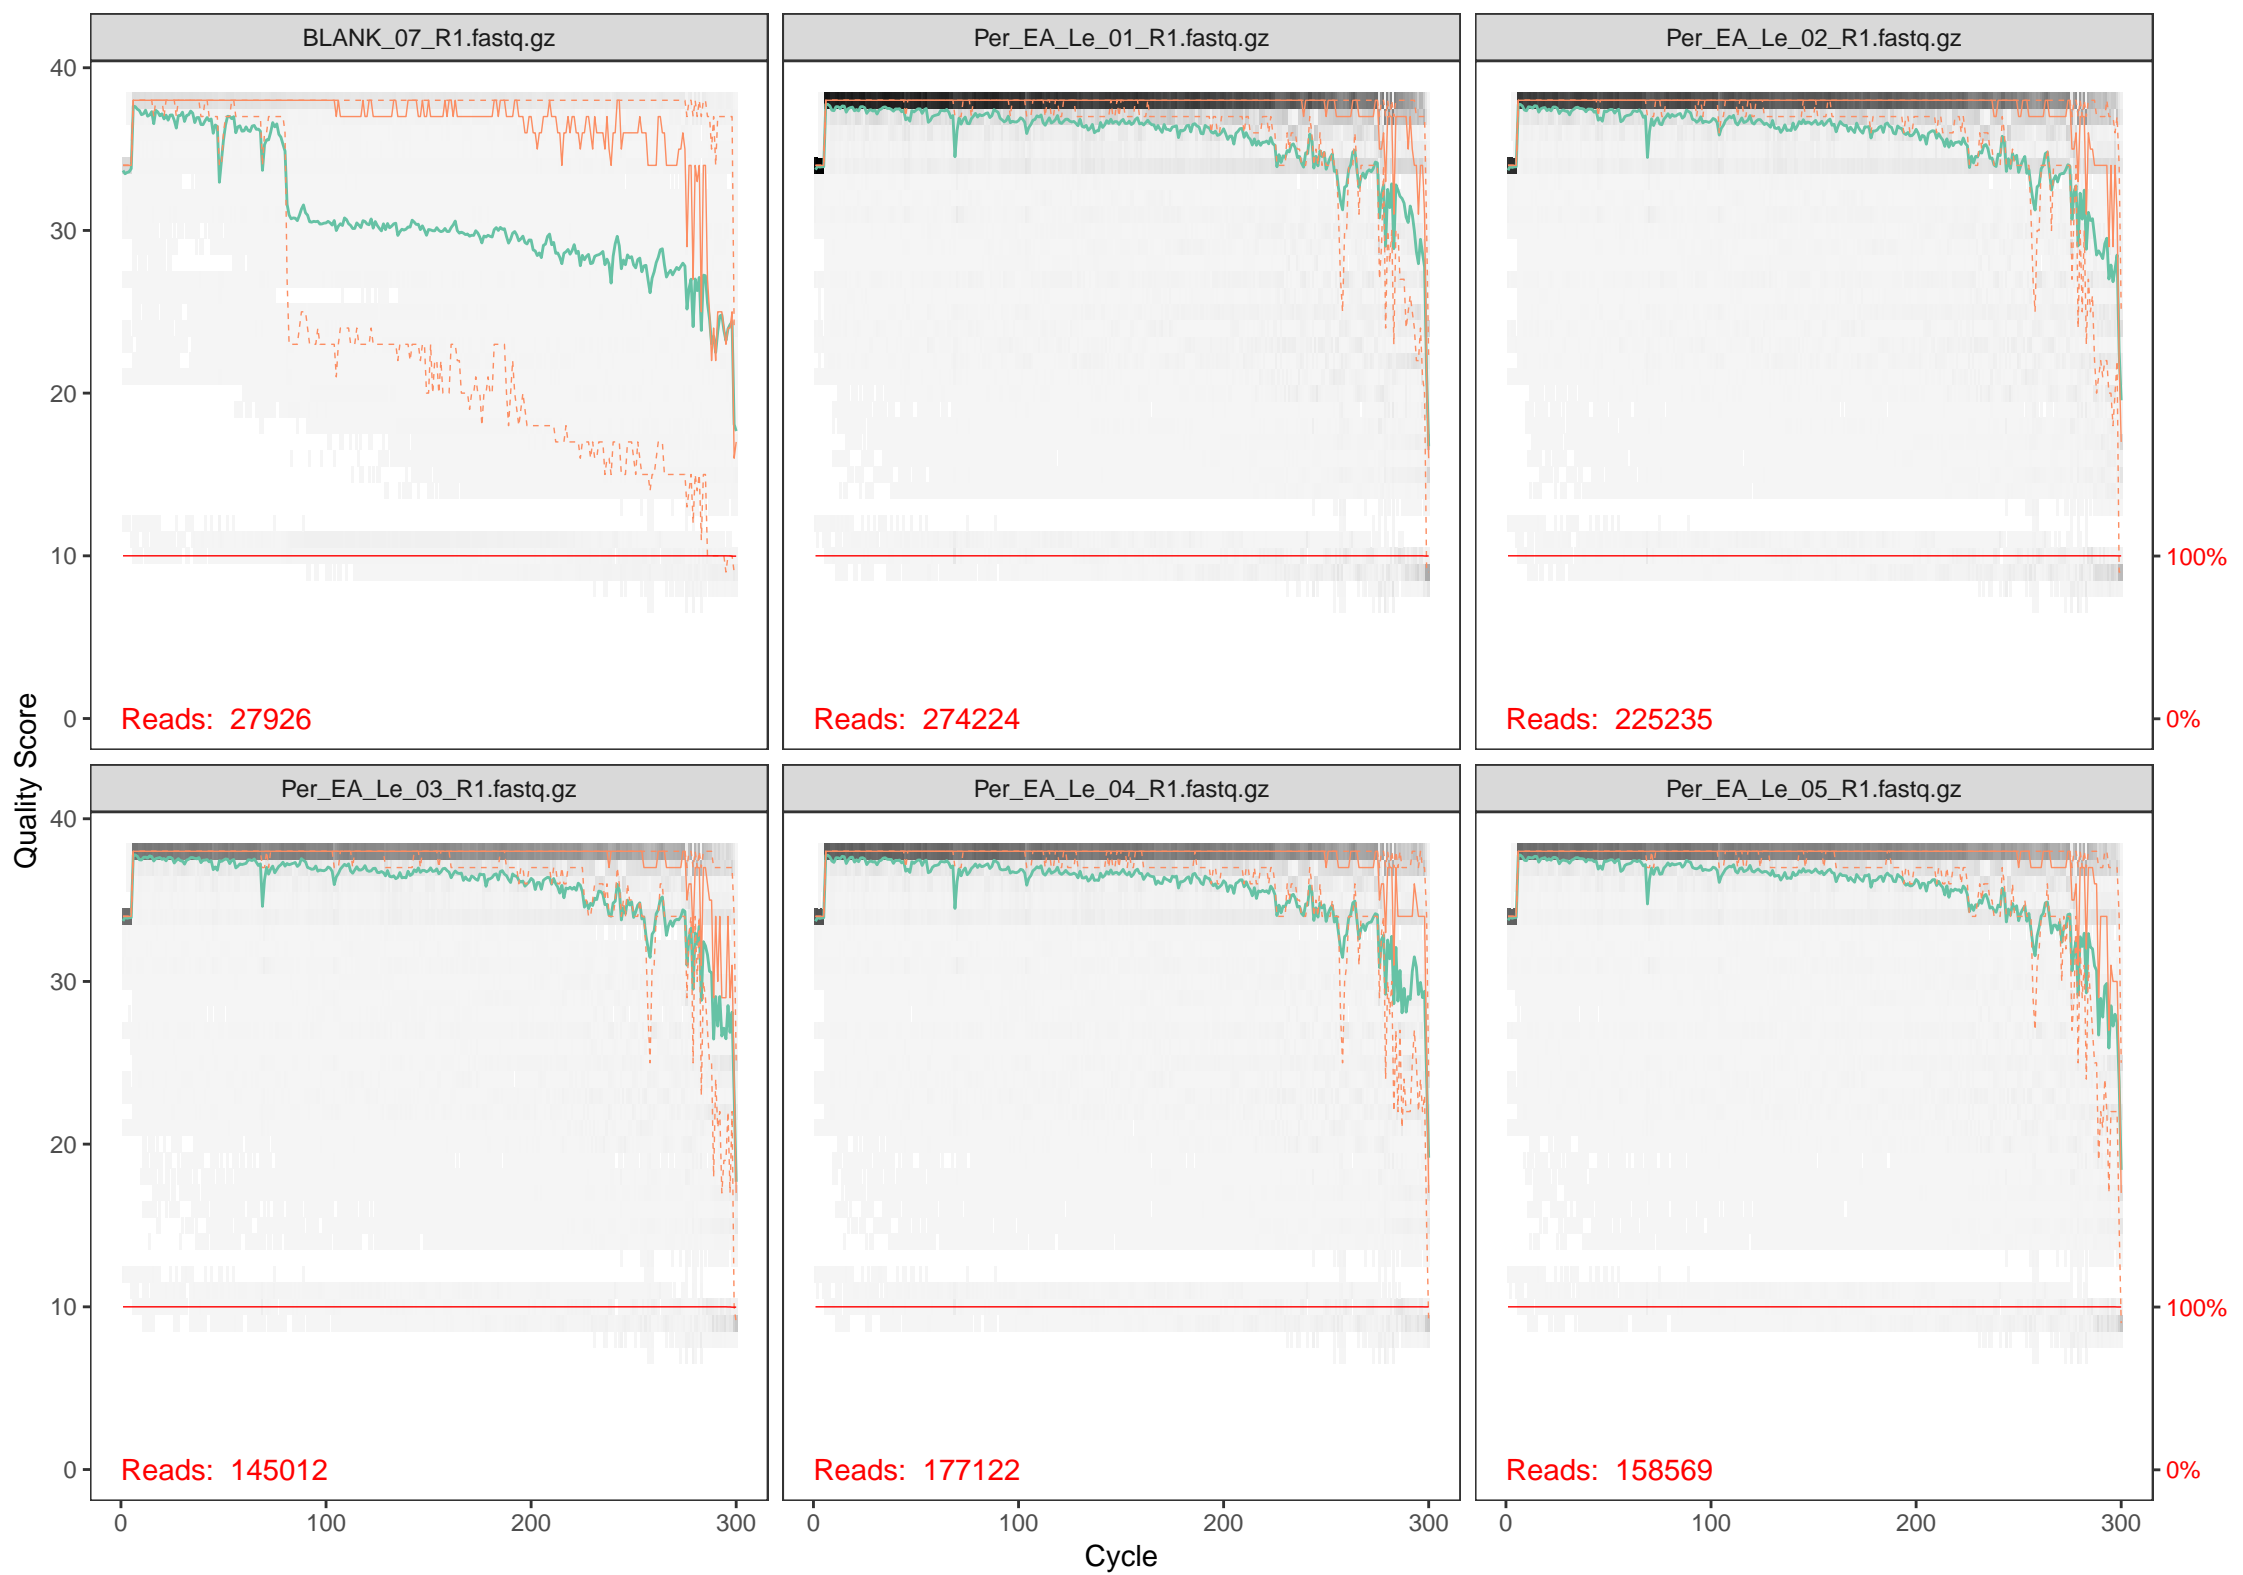 BLANK_07_R1.fastq.gz
Per_EA_Le_01_R1.fastq.gz
Per_EA_Le_02_R1.fastq.gz
40
30
20
10
0
Reads: 27926
Reads: 274224
Reads: 225235
100%
0%
Quality Score
Per_EA_Le_03_R1.fastq.gz
Per_EA_Le_04_R1.fastq.gz
Per_EA_Le_05_R1.fastq.gz
40
30
20
10
0
Reads: 145012
Reads: 177122
Reads: 158569
100%
0%
0 100 200 300
0 100 200 300
0 100 200 300
Cycle